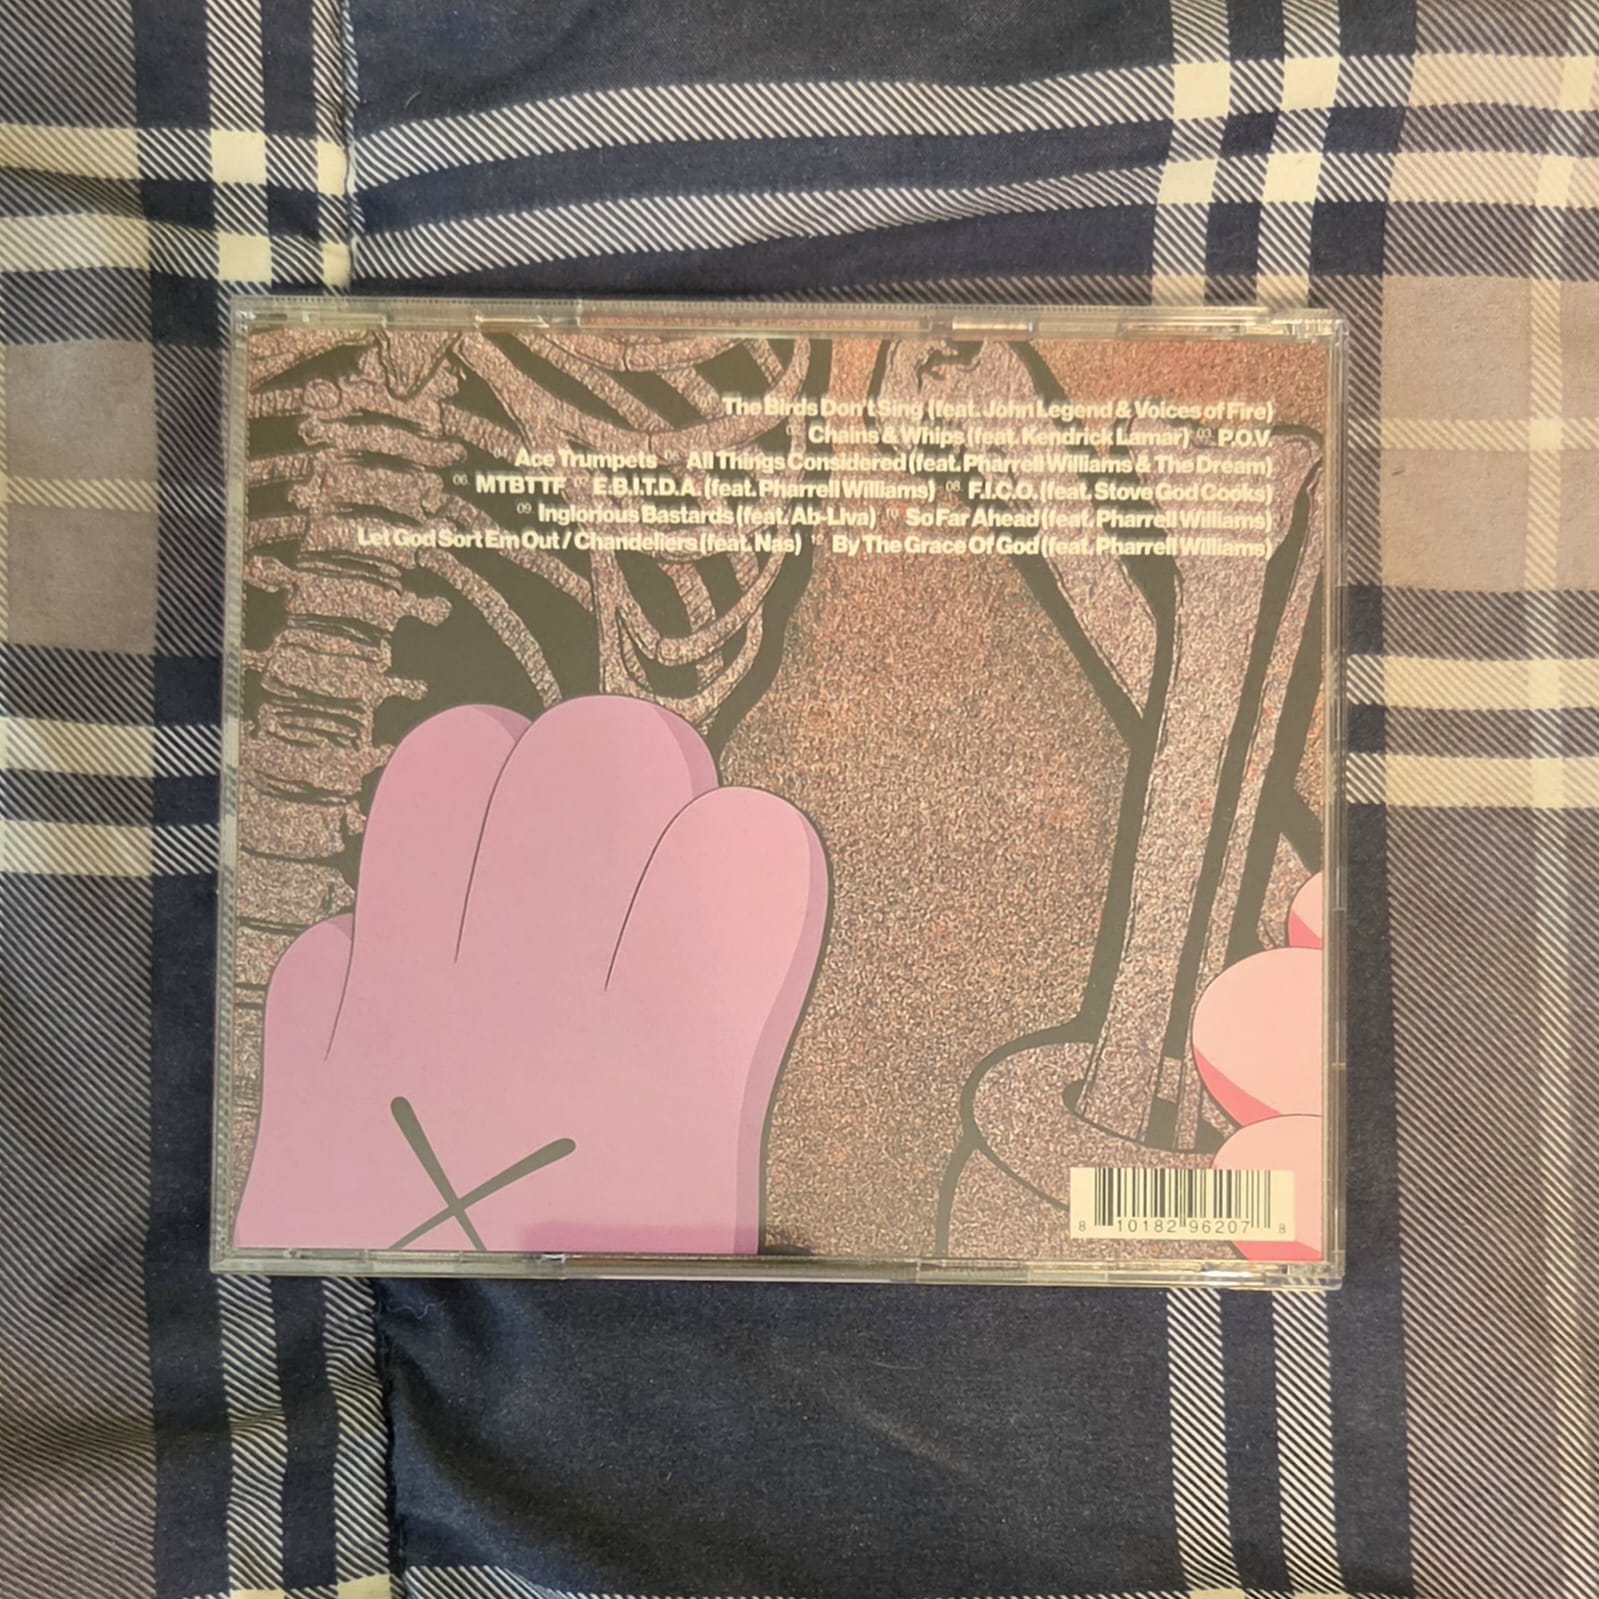 The Birds Don't Sing (feat. John Legend & Voices of Fire)
Chains & Whips (feat. Kendrick Lamar) 03 P.O.V.
Ace Trumpets All Things Considered (feat. Pharrell Williams & The Dream)
06 MTBTTF 07 E.B.I.T.D.A. (feat. Pharrell Williams) 08 F.I.C.O. (feat. Stove God Cooks)
09 Inglorious Bastards (feat. Ab-Liva) 10 So Far Ahead (feat. Pharrell Williams)
Let God Sort Em Out / Chandeliers (feat. Nas) 12 By The Grace Of God (feat. Pharrell Williams)
8 10182 96207 8